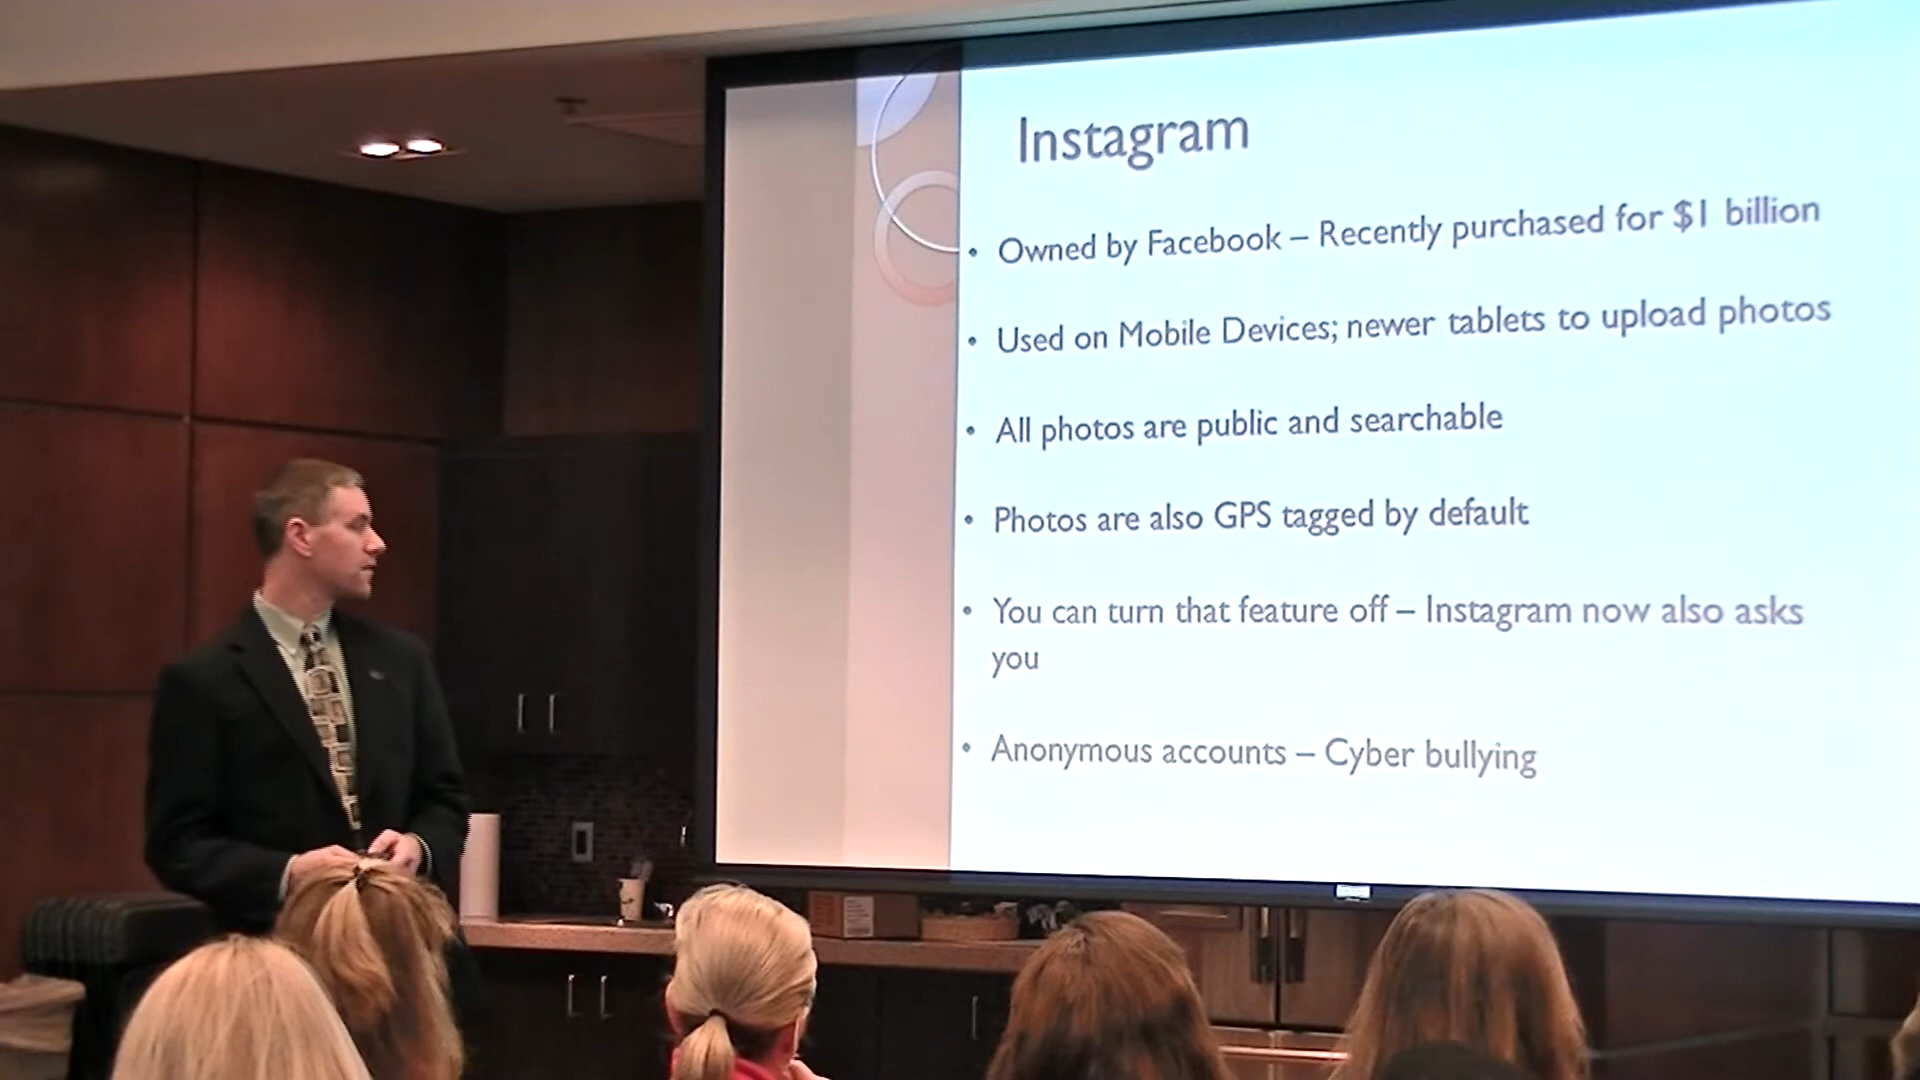 Instagram
• Owned by Facebook – Recently purchased for $1 billion
• Used on Mobile Devices; newer tablets to upload photos
• All photos are public and searchable
• Photos are also GPS tagged by default
• You can turn that feature off – Instagram now also asks
you
• Anonymous accounts – Cyber bullying